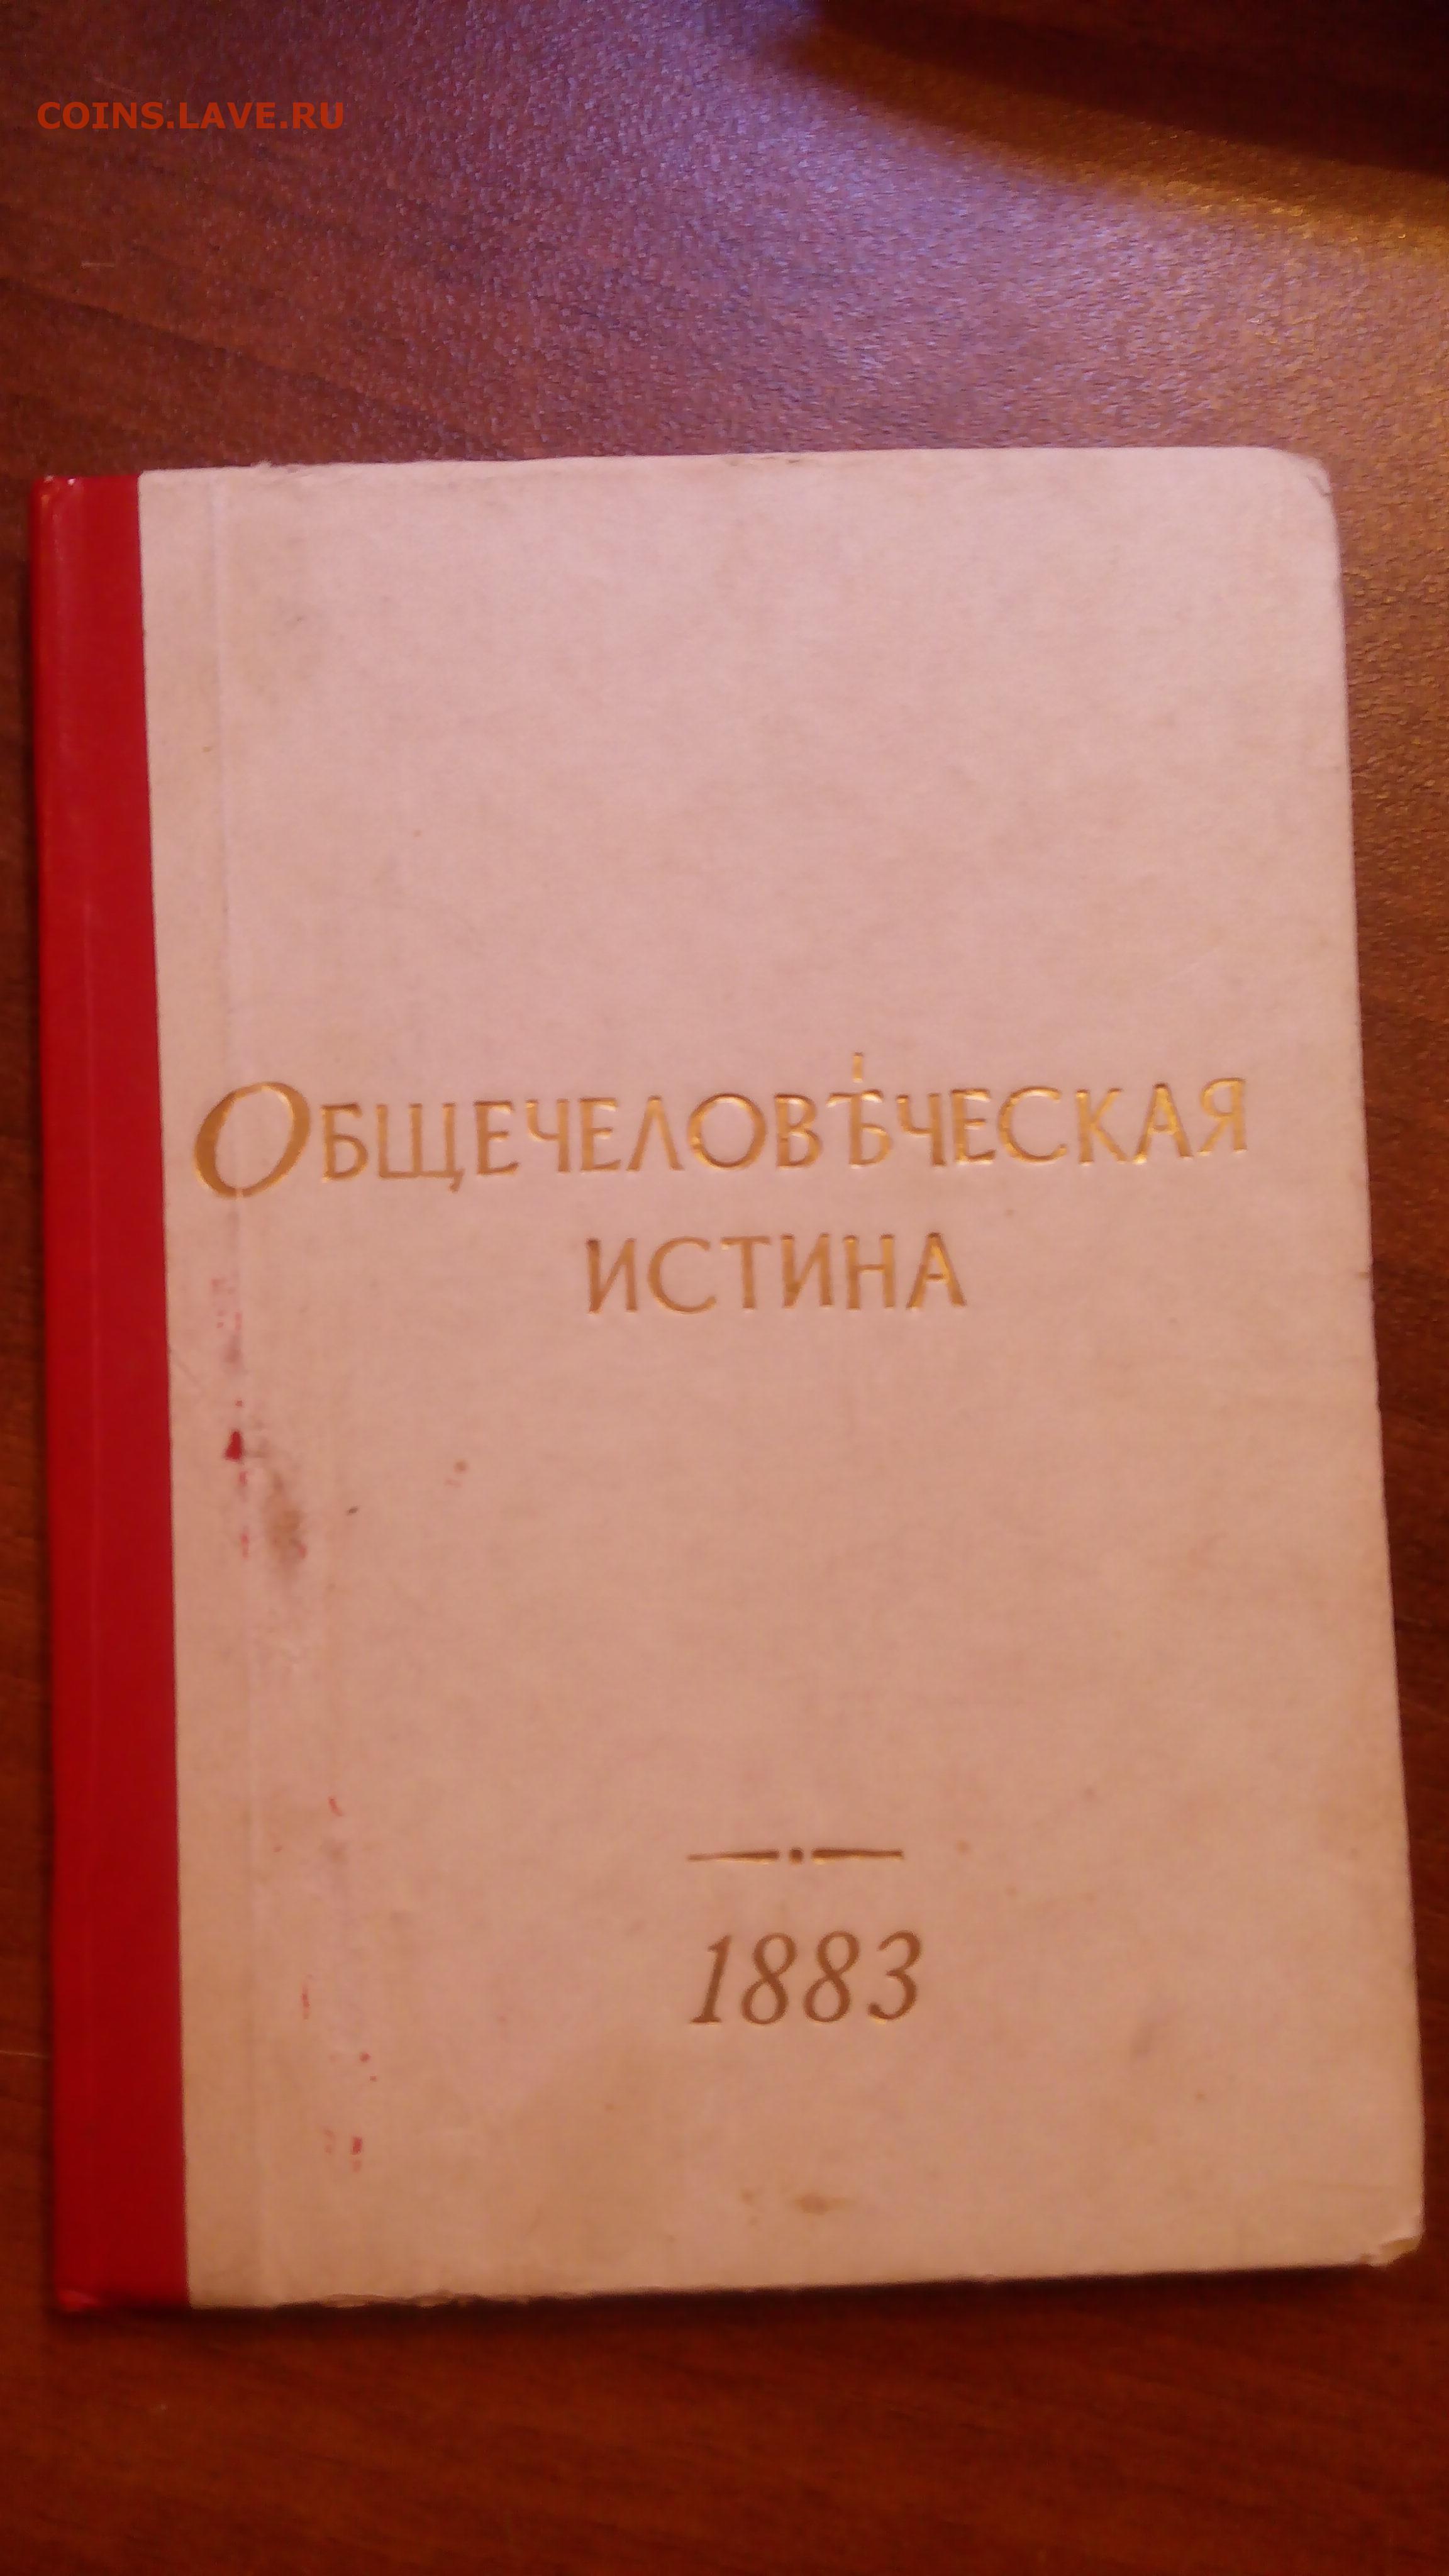 COINS.LAVE.RU
ОБЩЕЧЕЛОВѢЧЕСКАЯ
ИСТИНА
1883